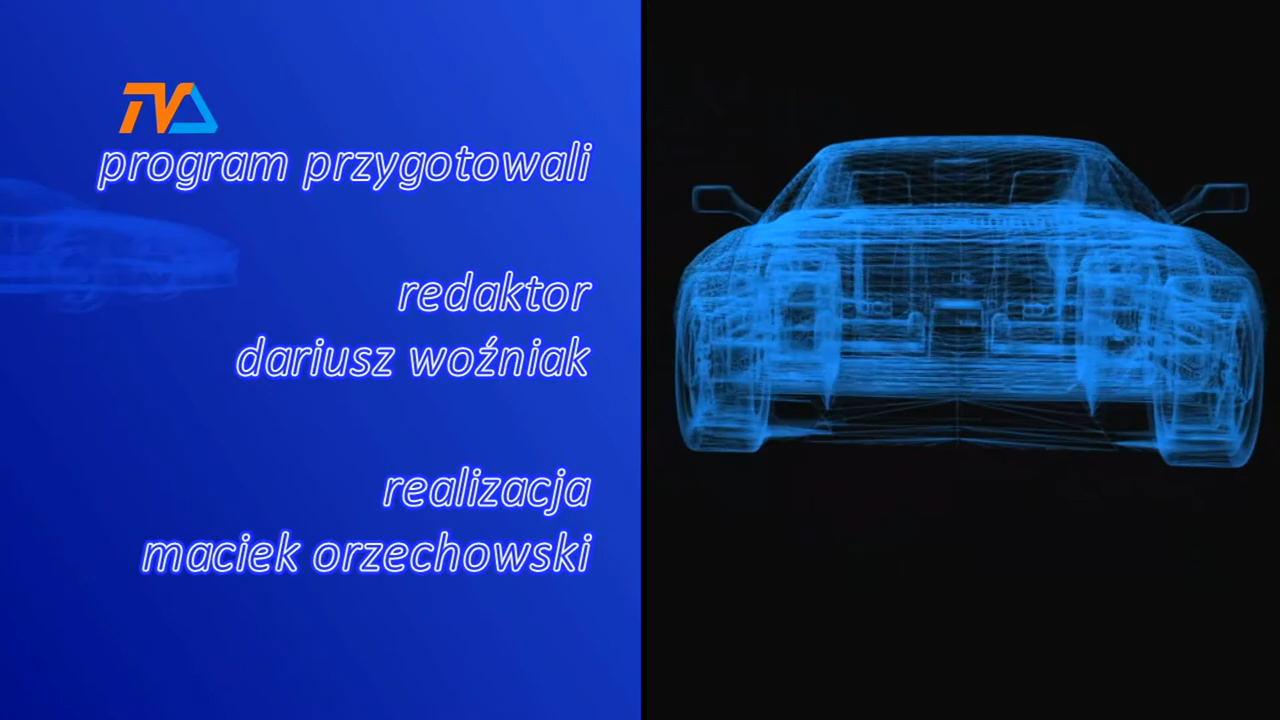 TVA
program przygotowali
redaktor
dariusz woźniak
realizacja
maciek orzechowski